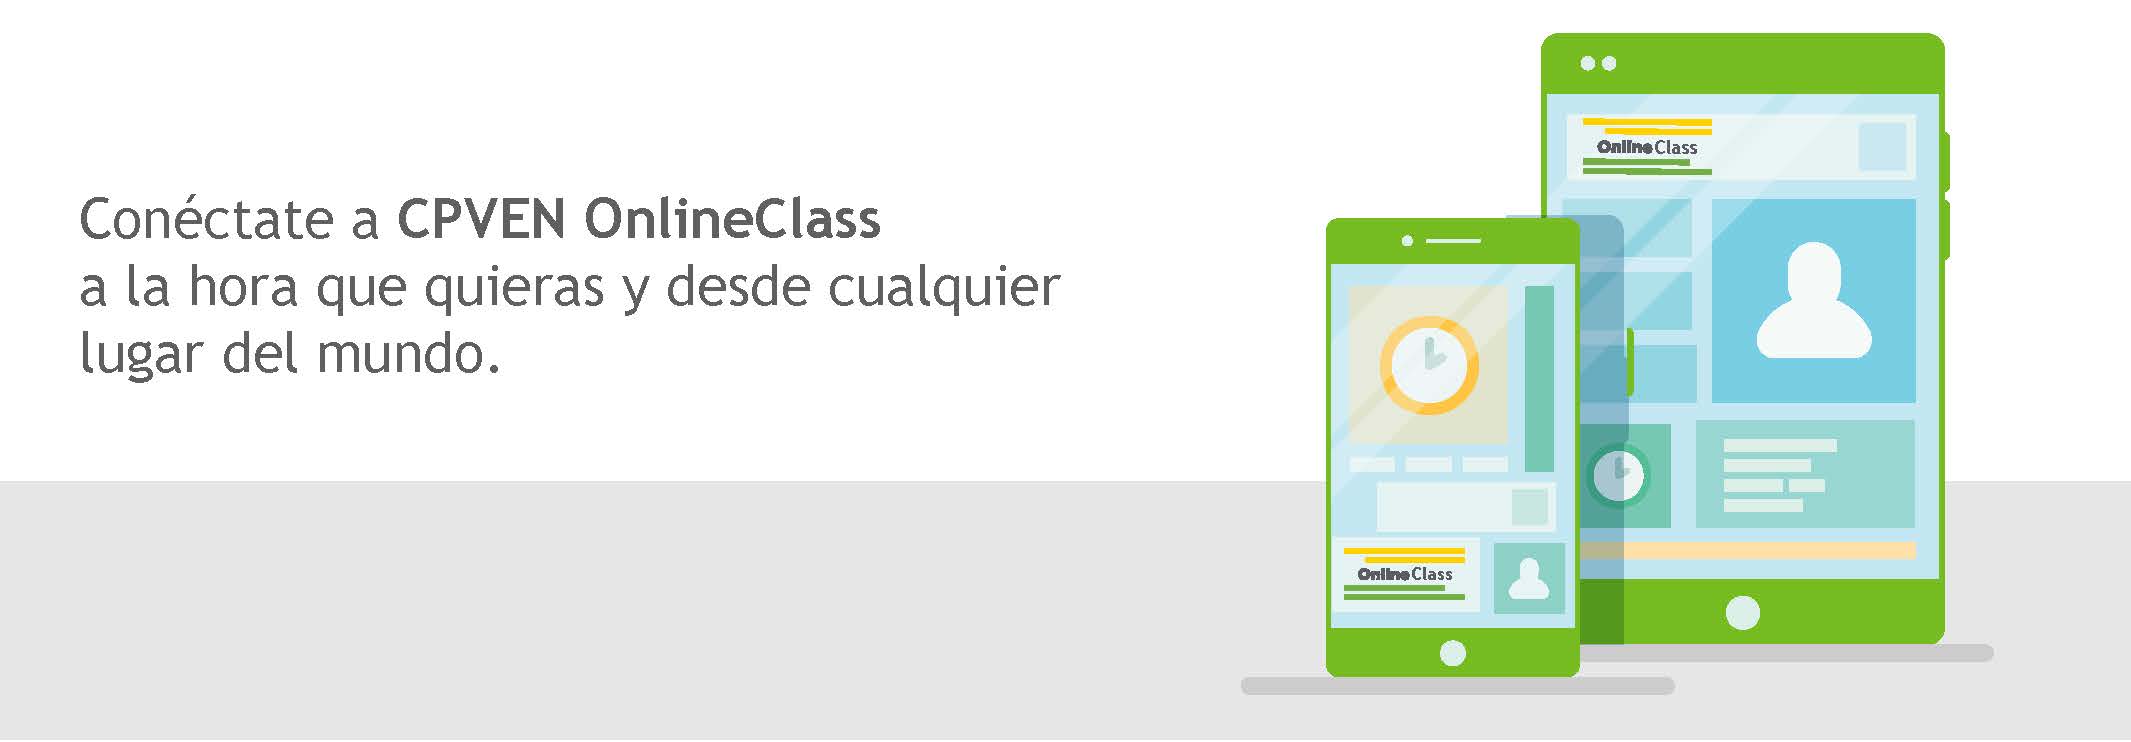 Conéctate a CPVEN OnlineClass
a la hora que quieras y desde cualquier
lugar del mundo.
OnlineClass
OnlineClass